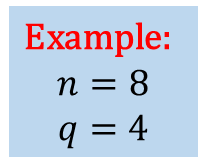 Example:
n = 8
q = 4